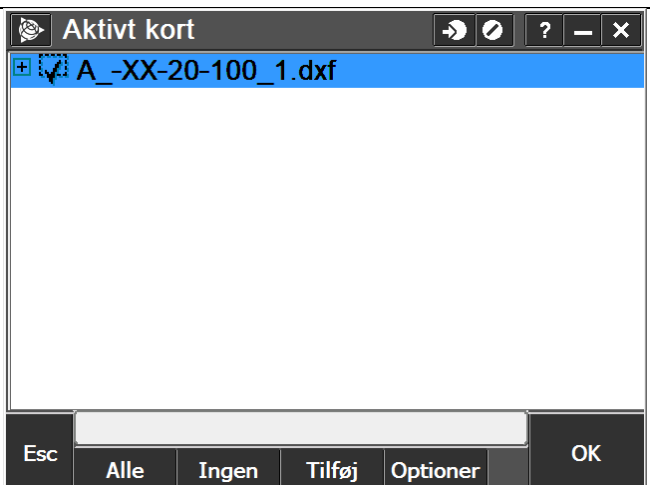 Aktivt kort
?
A_-XX-20-100_1.dxf
Esc
Alle Ingen Tilføj Optioner
OK